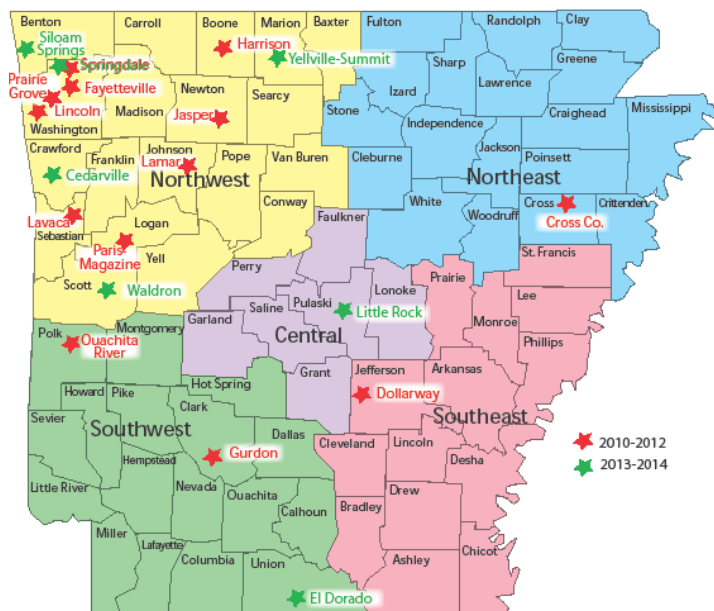 Benton
Carroll
Boone
Marion
Baxter
Fulton
Randolph
Clay
Siloam
Springs
Springdale
Harrison
Yellville-Summit
Sharp
Greene
Prairie
Grove
Fayetteville
Lincoln
Newton
Searcy
Izard
Lawrence
Madison
Jasper
Stone
Mississippi
Washington
Independence
Craighead
Crawford
Franklin
Johnson
Lamar
Pope
Van Buren
Cleburne
Jackson
Poinsett
Cedarville
Northwest
Northeast
Conway
White
Woodruff
Cross
Crittenden
Cross Co.
Lavaca
Sebastian
Logan
Faulkner
Paris-
Magazine
Yell
Perry
Prairie
St. Francis
Scott
Waldron
Saline
Pulaski
Lonoke
Lee
Little Rock
Garland
Central
Monroe
Phillips
Polk
Montgomery
Ouachita
River
Grant
Jefferson
Arkansas
Hot Spring
Howard
Pike
Clark
Dollarway
Southeast
Sevier
Southwest
Dallas
Cleveland
Lincoln
2010-2012
Gurdon
Hempstead
Desha
2013-2014
Little River
Nevada
Ouachita
Calhoun
Bradley
Drew
Miller
Lafayette
Columbia
Union
Ashley
Chicot
El Dorado